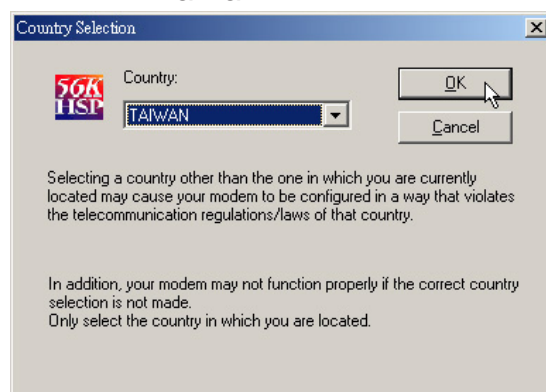 Country Selection
56K
HSP
Country:
TAIWAN
OK
Cancel
Selecting a country other than the one in which you are currently
located may cause your modem to be configured in a way that violates
the telecommunication regulations/laws of that country.
In addition, your modem may not function properly if the correct country
selection is not made.
Only select the country in which you are located.